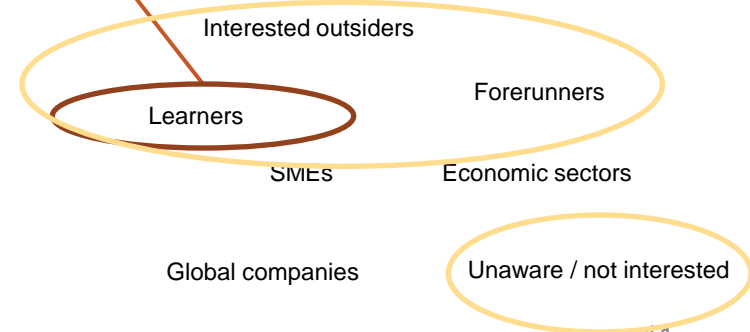 Interested outsiders
Forerunners
Learners
SMEs
Economic sectors
Global companies
Unaware / not interested